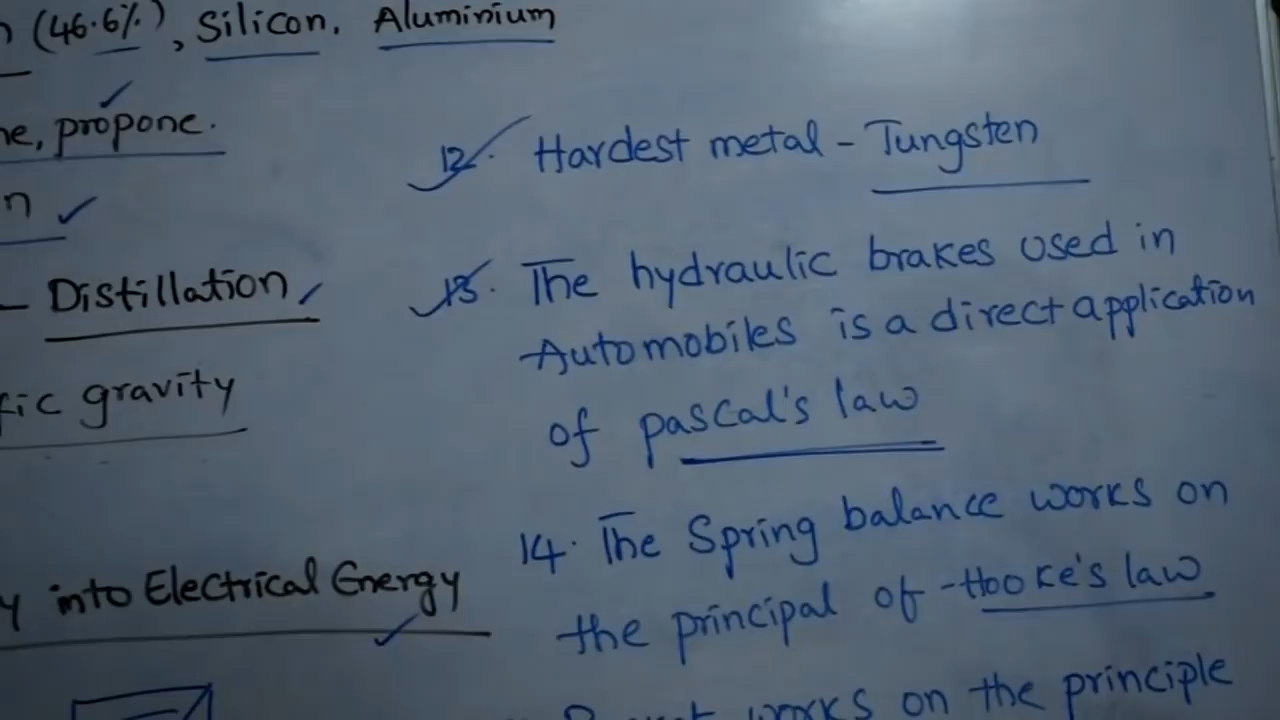 (46.6%), Silicon, Aluminium
propone.
Distillation
gravity
into Electrical Energy
12. Hardest metal - Tungsten
13. The hydraulic brakes used in
Automobiles is a direct application
of pascal's law
14. The Spring balance works on
the principal of - Hooke's law
works on the principle